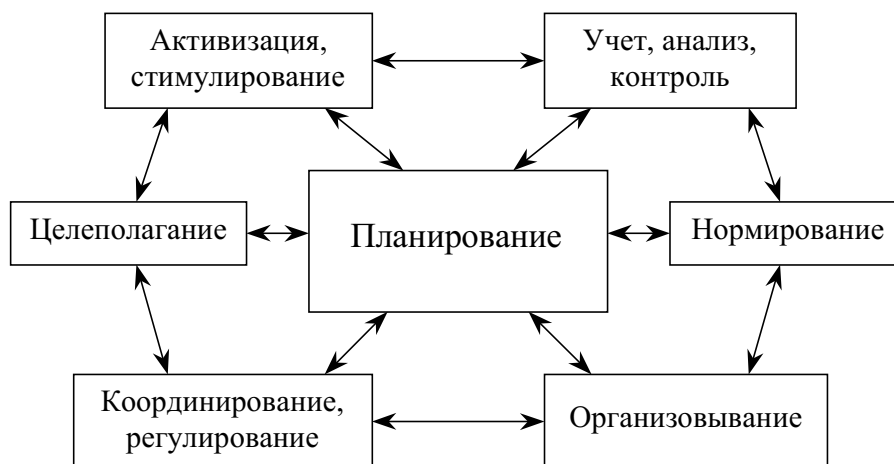 Активизация,
стимулирование
Учет, анализ,
контроль
Целеполагание
Планирование
Нормирование
Координирование,
регулирование
Организовывание